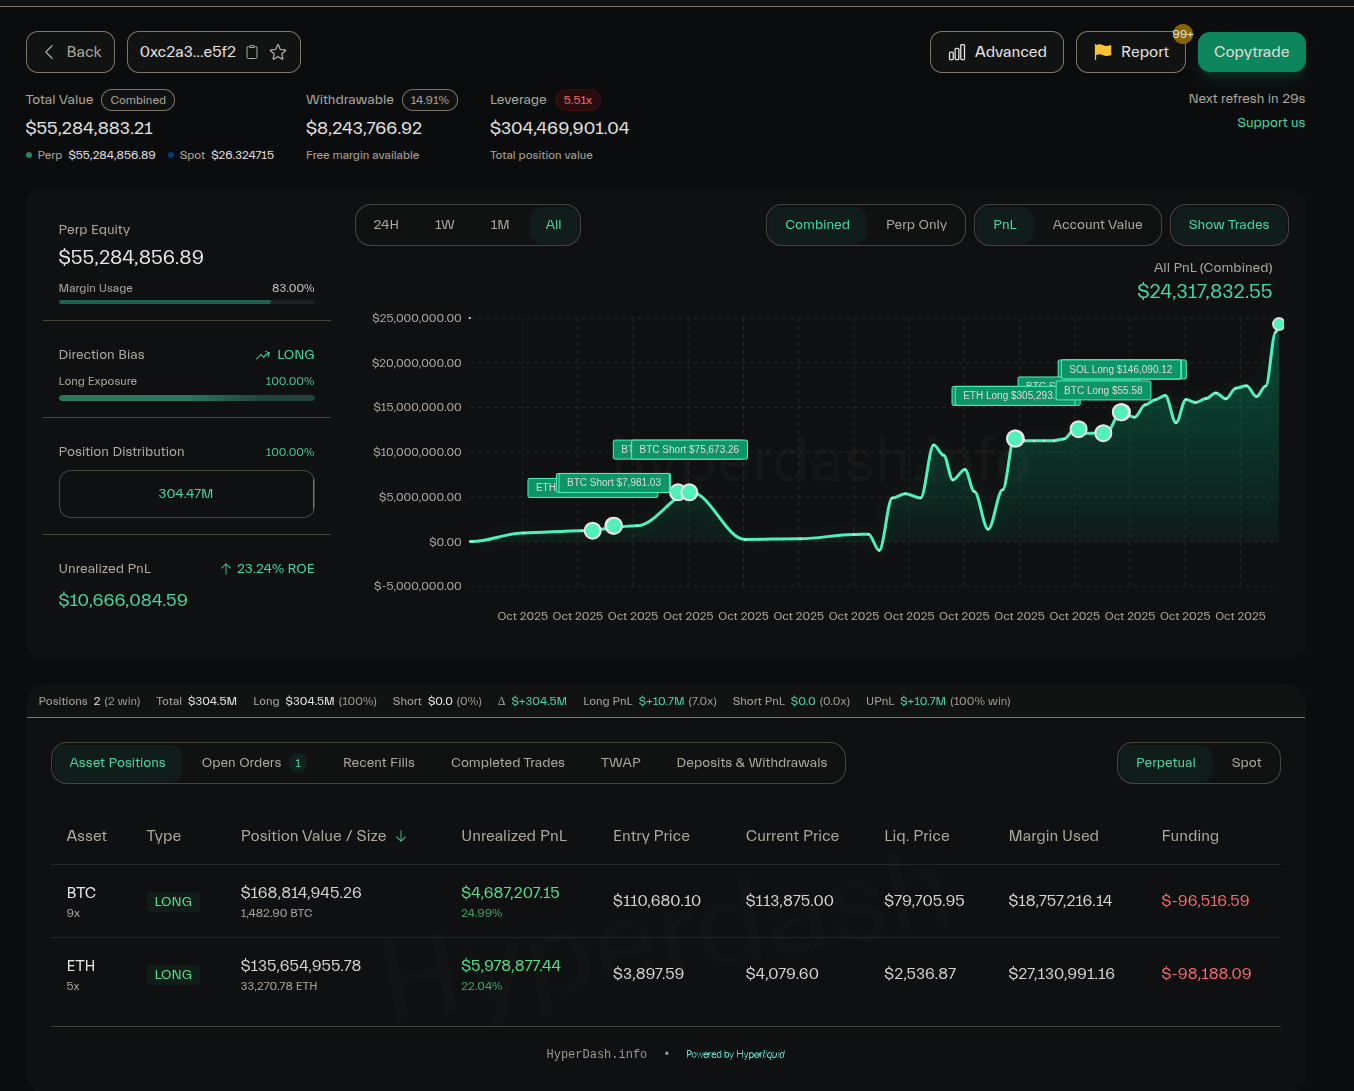 Back
0xc2a3...e5f2
Advanced
Report
99+
Copytrade
Total Value Combined
$55,284,883.21
Perp $55,284,856.89 Spot $26.324715
Withdrawable 14.91%
$8,243,766.92
Free margin available
Leverage 5.51x
$304,469,901.04
Total position value
Next refresh in 29s
Support us
Perp Equity
$55,284,856.89
Margin Usage 83.00%
Direction Bias LONG
Long Exposure 100.00%
Position Distribution 100.00%
304.47M
Unrealized PnL ↑ 23.24% ROE
$10,666,084.59
24H 1W 1M All
Combined Perp Only
PnL Account Value
Show Trades
All PnL (Combined)
$24,317,832.55
$25,000,000.00
$20,000,000.00
$15,000,000.00
$10,000,000.00
$5,000,000.00
$0.00
$-5,000,000.00
ETH
BTC Short $7,981.03
BT
BTC Short $75,673.26
ETH Long $305,293.
BTC S
SOL Long $146,090.12
BTC Long $55.58
hyperdash.info
Oct 2025 Oct 2025 Oct 2025 Oct 2025 Oct 2025 Oct 2025 Oct 2025 Oct 2025 Oct 2025 Oct 2025 Oct 2025 Oct 2025 Oct 2025 Oct 2025
Positions 2 (2 win) Total $304.5M Long $304.5M (100%) Short $0.0 (0%) Δ $+304.5M Long PnL $+10.7M (7.0x) Short PnL $0.0 (0.0x) UPnL $+10.7M (100% win)
Asset Positions Open Orders 1 Recent Fills Completed Trades TWAP Deposits & Withdrawals
Perpetual Spot
Asset Type Position Value / Size ↓ Unrealized PnL Entry Price Current Price Liq. Price Margin Used Funding
BTC LONG $168,814,945.26 $4,687,207.15 $110,680.10 $113,875.00 $79,705.95 $18,757,216.14 $-96,516.59
9x 1,482.90 BTC 24.99%
ETH LONG $135,654,955.78 $5,978,877.44 $3,897.59 $4,079.60 $2,536.87 $27,130,991.16 $-98,188.09
5x 33,270.78 ETH 22.04%
Hyperdash
HyperDash.info • Powered by Hyperliquid